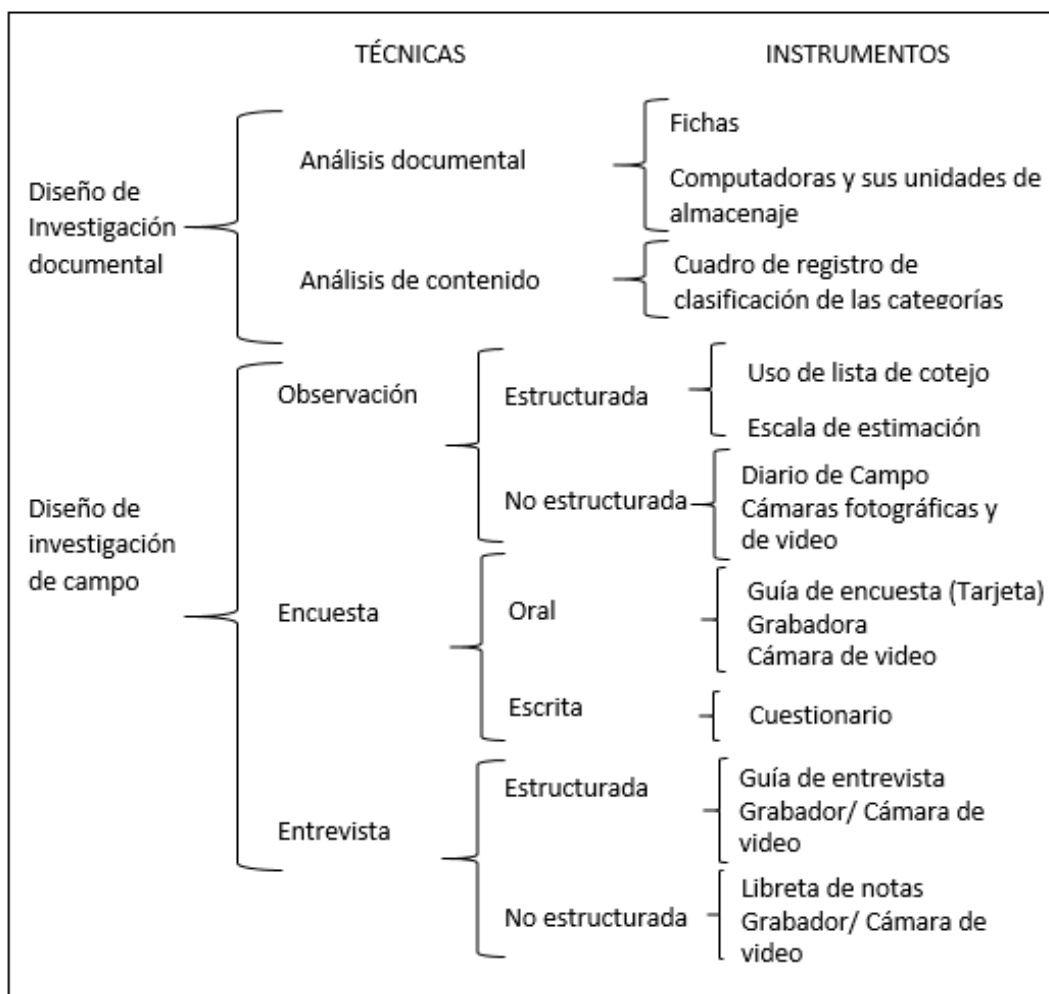 TÉCNICAS
INSTRUMENTOS
Diseño de
Investigación
documental
Análisis documental
Fichas
Computadoras y sus unidades de
almacenaje
Análisis de contenido
Cuadro de registro de
clasificación de las categorías
Diseño de
investigación
de campo
Observación
Estructurada
Uso de lista de cotejo
Escala de estimación
No estructurada
Diario de Campo
Cámaras fotográficas y
de video
Encuesta
Oral
Guía de encuesta (Tarjeta)
Grabadora
Cámara de video
Escrita
Cuestionario
Entrevista
Estructurada
Guía de entrevista
Grabador/ Cámara de
video
No estructurada
Libreta de notas
Grabador/ Cámara de
video